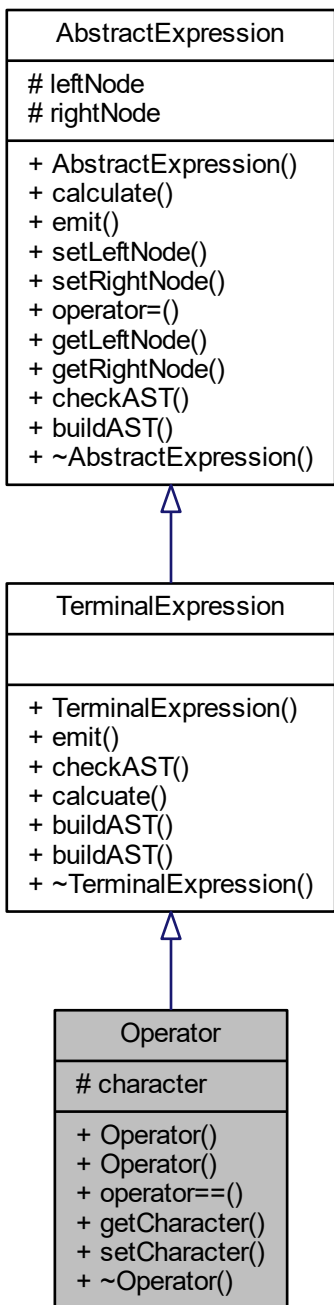 AbstractExpression
# leftNode
# rightNode
+ AbstractExpression()
+ calculate()
+ emit()
+ setLeftNode()
+ setRightNode()
+ operator=()
+ getLeftNode()
+ getRightNode()
+ checkAST()
+ buildAST()
+ ~AbstractExpression()
TerminalExpression
+ TerminalExpression()
+ emit()
+ checkAST()
+ calcuate()
+ buildAST()
+ buildAST()
+ ~TerminalExpression()
Operator
# character
+ Operator()
+ Operator()
+ operator==()
+ getCharacter()
+ setCharacter()
+ ~Operator()